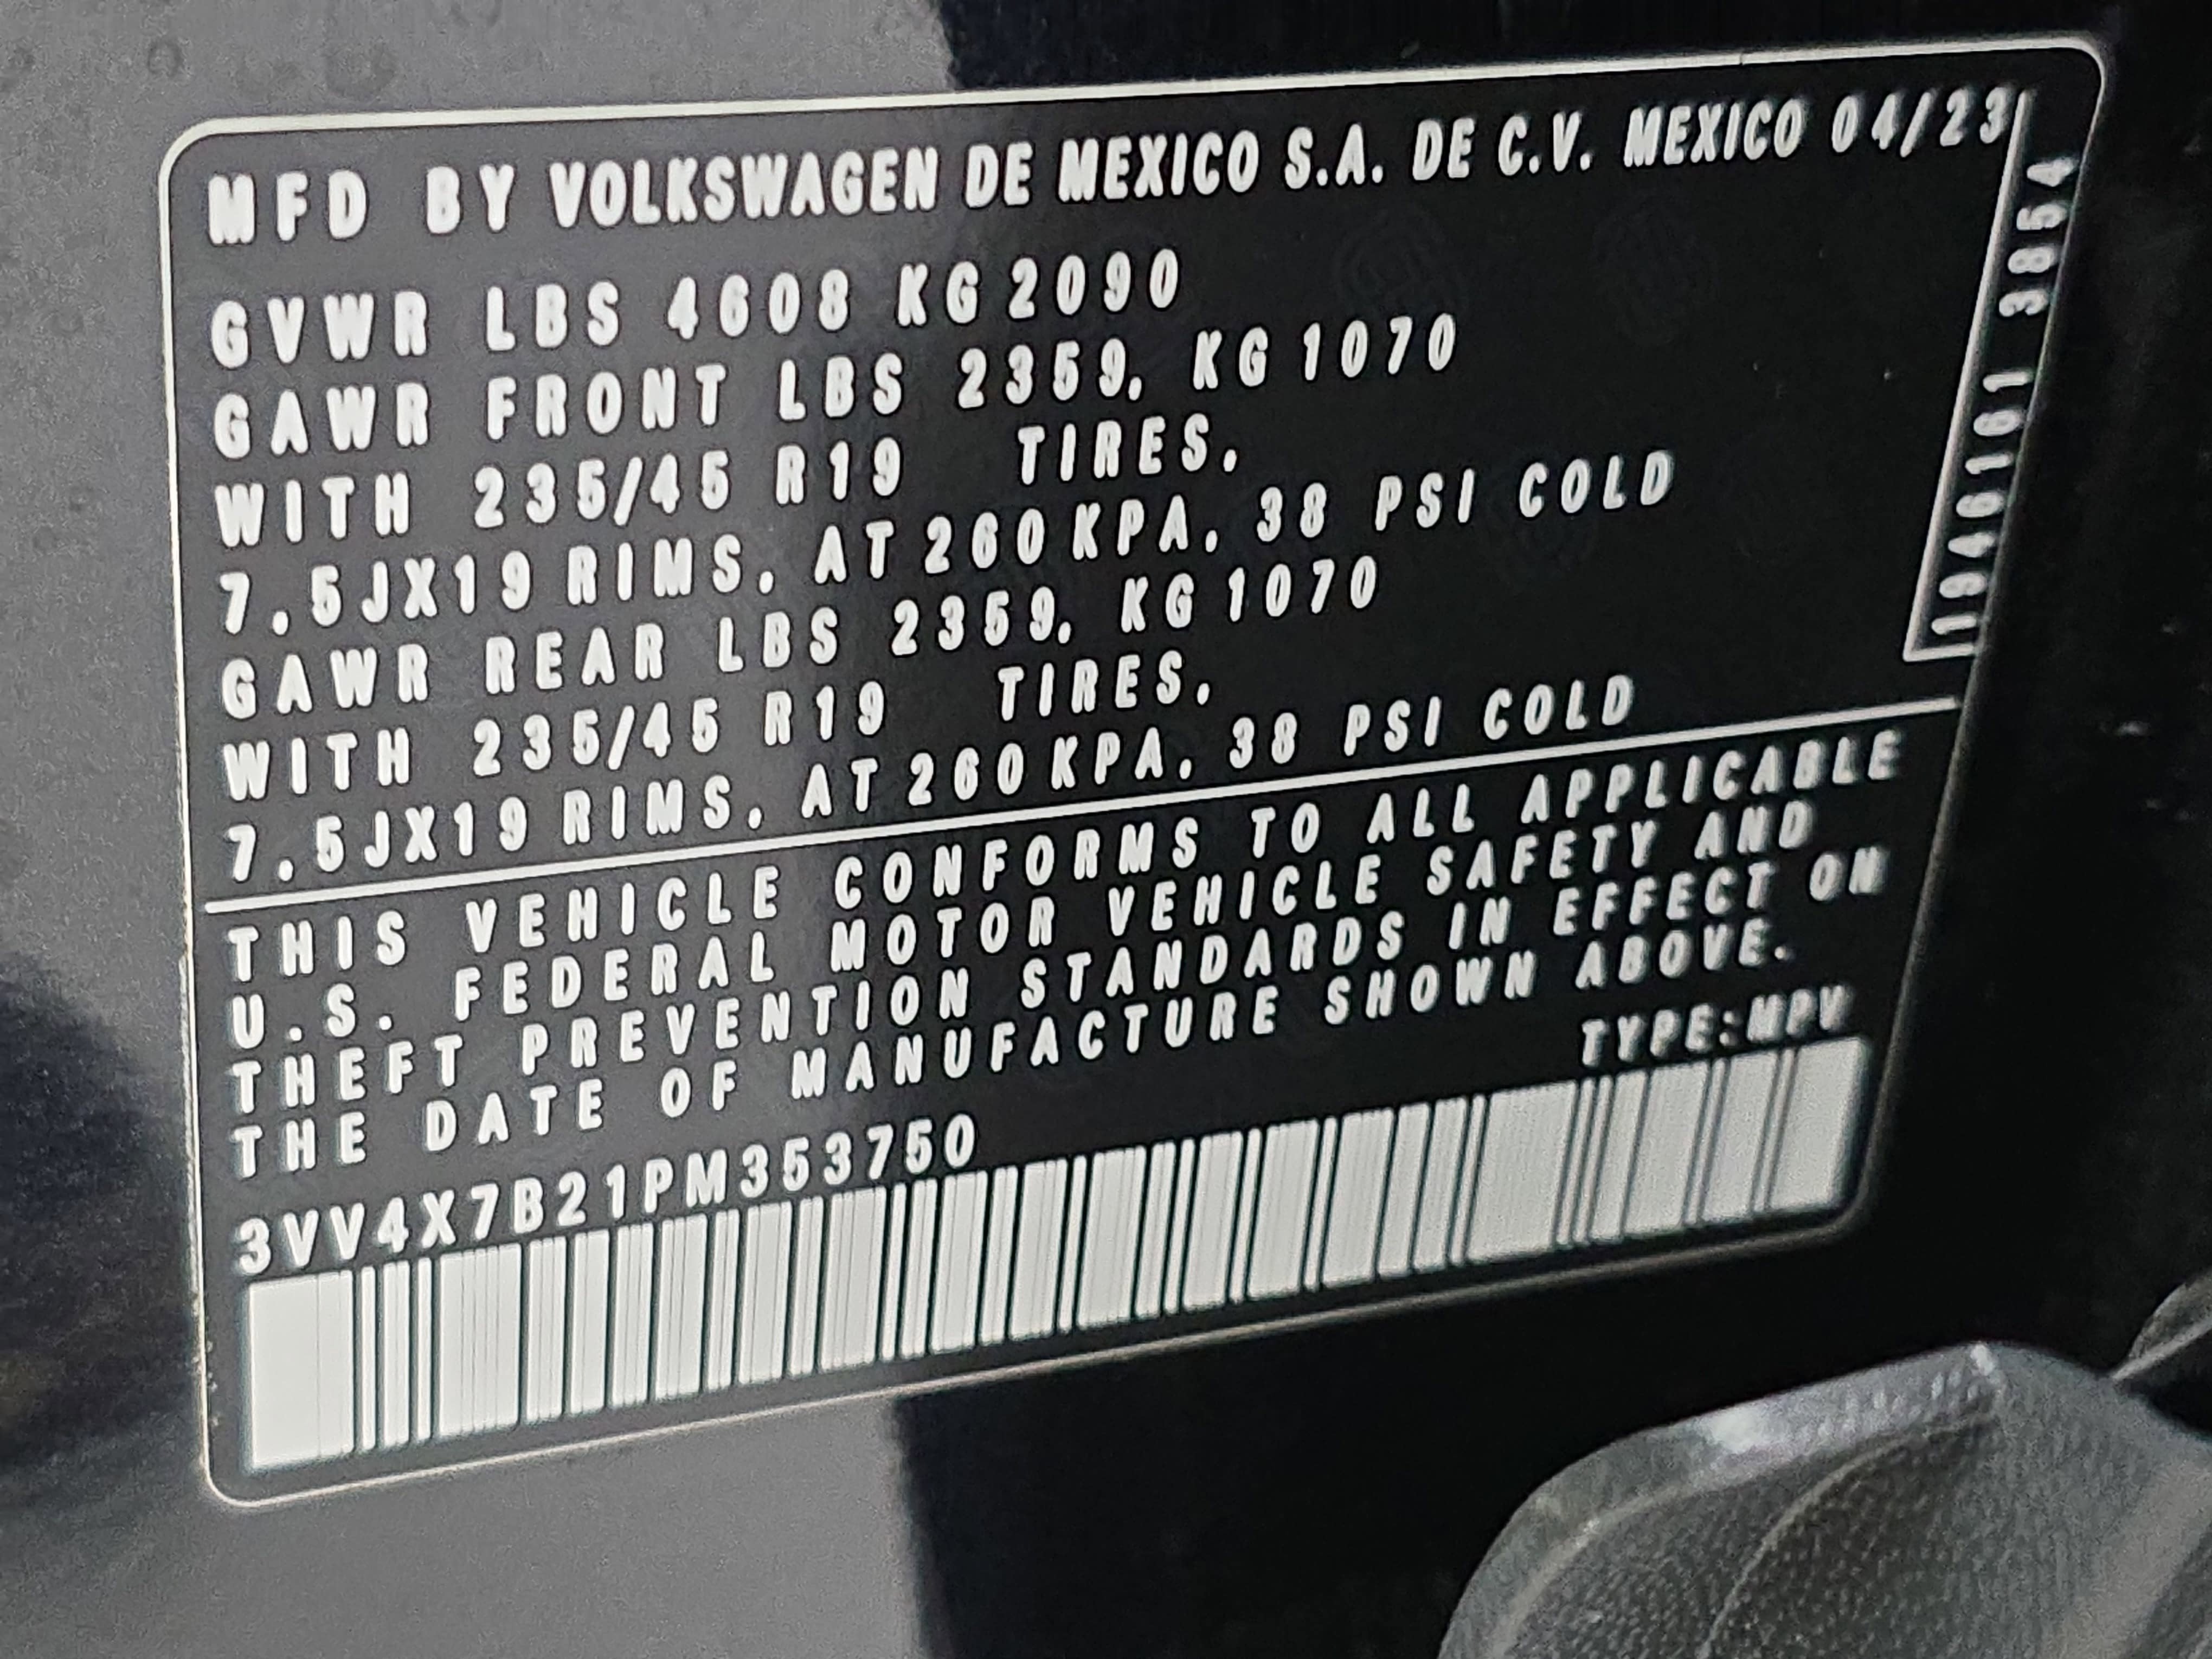 MFD BY VOLKSWAGEN DE MEXICO S.A. DE C.V. MEXICO 04/23
GVWR LBS 4608 KG 2090
GAWR FRONT LBS 2359, KG 1070
WITH 235/45 R19 TIRES,
7.5JX19 RIMS, AT 260 KPA, 38 PSI COLD
GAWR REAR LBS 2359, KG 1070
WITH 235/45 R19 TIRES,
7.5JX19 RIMS, AT 260 KPA, 38 PSI COLD
THIS VEHICLE CONFORMS TO ALL APPLICABLE
U.S. FEDERAL MOTOR VEHICLE SAFETY AND
THEFT PREVENTION STANDARDS IN EFFECT ON
THE DATE OF MANUFACTURE SHOWN ABOVE.
TYPE:MPV
3VV4X7B21PM353750
1946161 3854